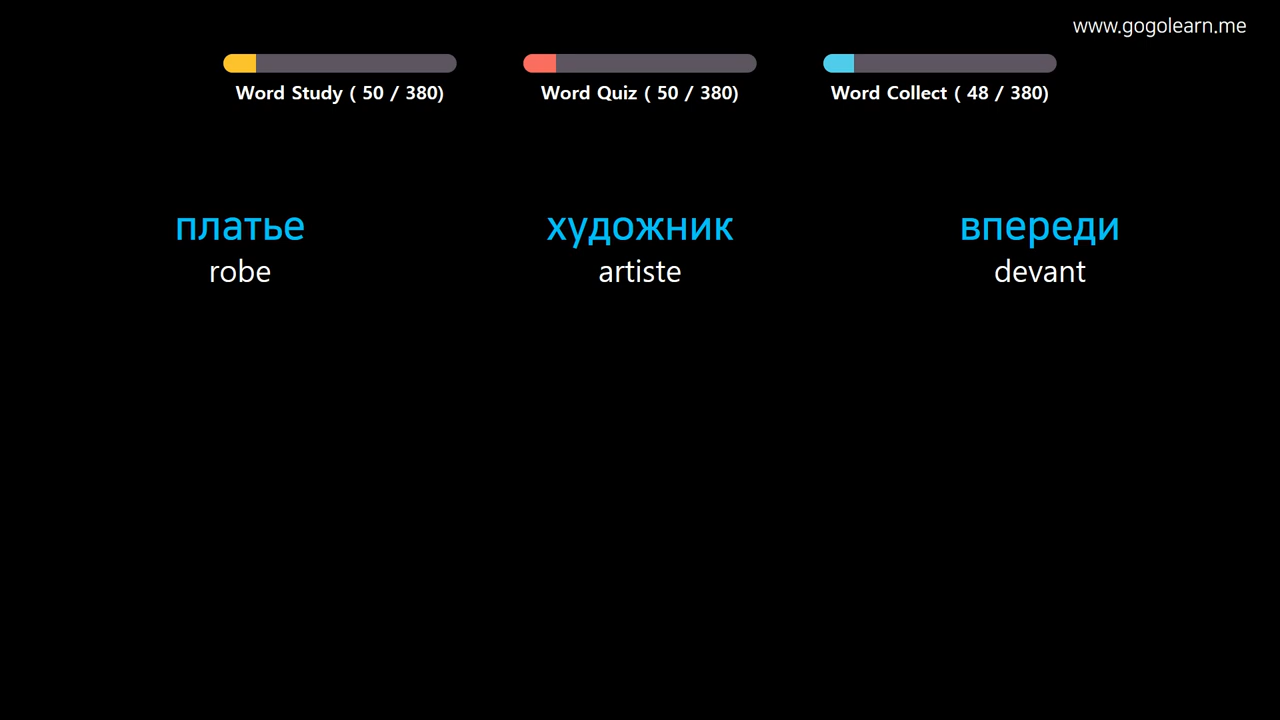 www.gogolearn.me
Word Study ( 50 / 380)
Word Quiz ( 50 / 380)
Word Collect ( 48 / 380)
платье
robe
художник
artiste
впереди
devant